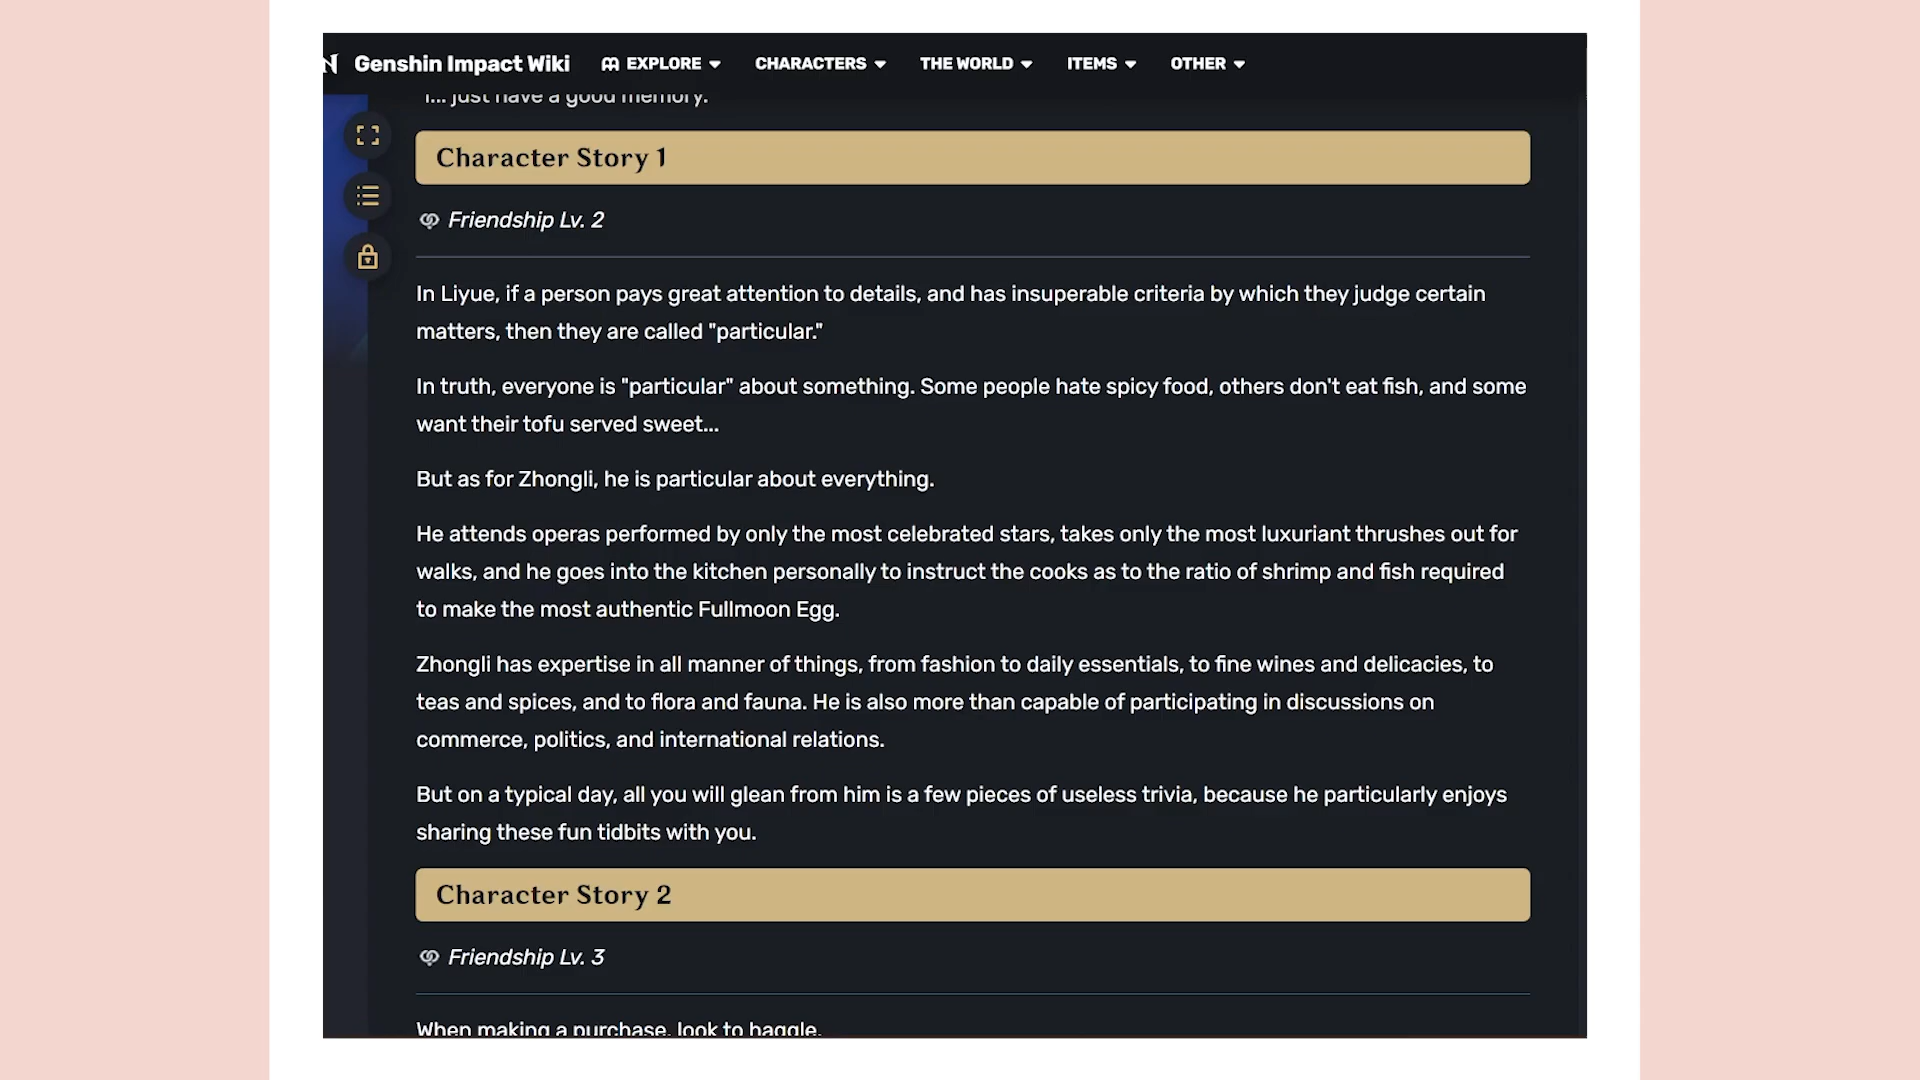 Genshin Impact Wiki EXPLORE CHARACTERS THE WORLD ITEMS OTHER
I... just have a good memory.
Character Story 1
Friendship Lv. 2
In Liyue, if a person pays great attention to details, and has insuperable criteria by which they judge certain
matters, then they are called "particular."
In truth, everyone is "particular" about something. Some people hate spicy food, others don't eat fish, and some
want their tofu served sweet...
But as for Zhongli, he is particular about everything.
He attends operas performed by only the most celebrated stars, takes only the most luxuriant thrushes out for
walks, and he goes into the kitchen personally to instruct the cooks as to the ratio of shrimp and fish required
to make the most authentic Fullmoon Egg.
Zhongli has expertise in all manner of things, from fashion to daily essentials, to fine wines and delicacies, to
teas and spices, and to flora and fauna. He is also more than capable of participating in discussions on
commerce, politics, and international relations.
But on a typical day, all you will glean from him is a few pieces of useless trivia, because he particularly enjoys
sharing these fun tidbits with you.
Character Story 2
Friendship Lv. 3
When making a purchase, look to haggle.